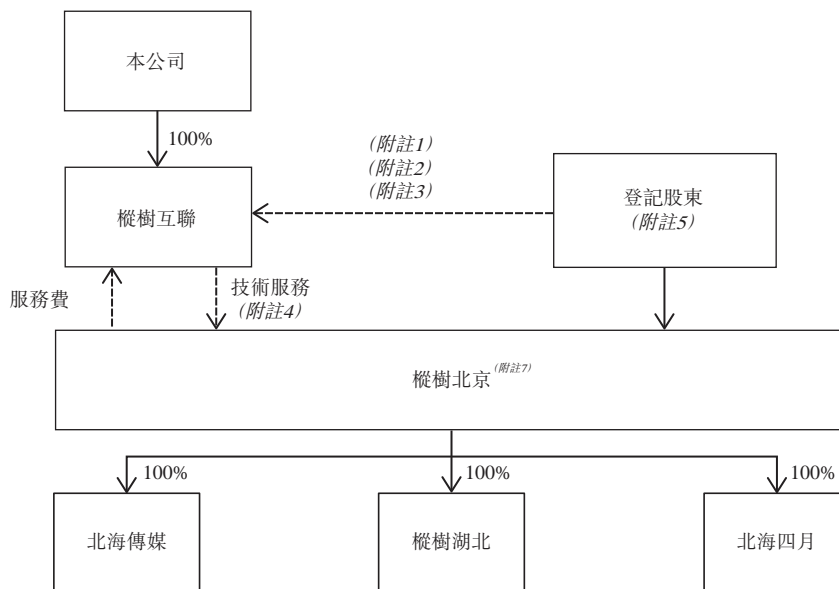 本公司
100%
(附註1)
(附註2)
(附註3)
樅樹互聯
登記股東
(附註5)
服務費
技術服務
(附註4)
樅樹北京(附註7)
100%
100%
100%
北海傳媒
樅樹湖北
北海四月